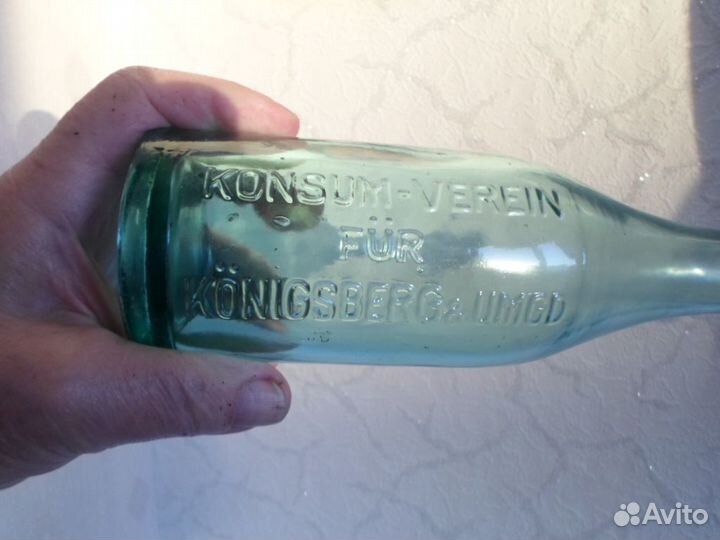 KONSUM-VEREIN
FÜR
KÖNIGSBERG & UMGD
Avito